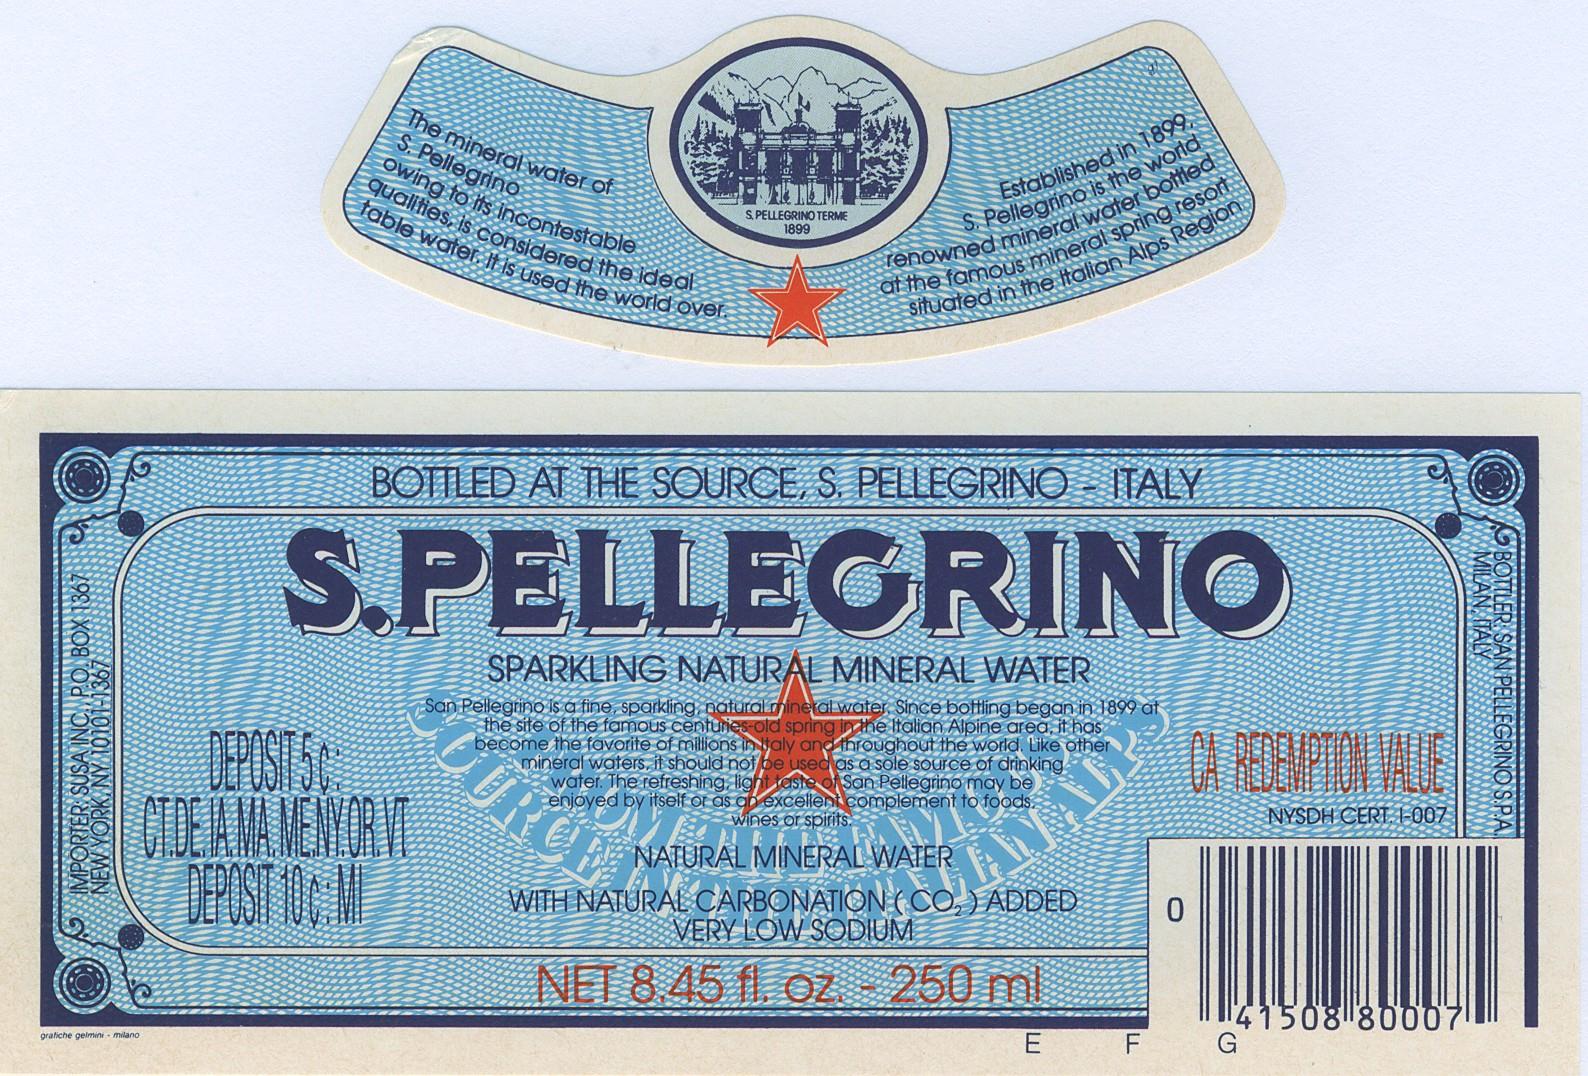 The mineral water of
S. Pellegrino
owing to its incontestable
qualities, is considered the ideal
table water. It is used the world over.
S. PELLEGRINO TERME
1899
Established in 1899,
S. Pellegrino is the world
renowned mineral water bottled
at the famous mineral spring resort
situated in the Italian Alps Region
BOTTLED AT THE SOURCE, S. PELLEGRINO - ITALY
S.PELLEGRINO
SPARKLING NATURAL MINERAL WATER
San Pellegrino is a fine, sparkling, natural mineral water. Since bottling began in 1899 at
the site of the famous centuries-old spring in the Italian Alpine area, it has
become the favorite of millions in Italy and throughout the world. Like other
mineral waters, it should not be used as a sole source of drinking
water. The refreshing, light taste of San Pellegrino may be
enjoyed by itself or as an excellent complement to foods,
wines or spirits.
FROM THE FAMOUS
SOURCE IN THE ITALIAN ALPS
NATURAL MINERAL WATER
WITH NATURAL CARBONATION (CO₂) ADDED
VERY LOW SODIUM
NET 8.45 fl. oz. - 250 ml
IMPORTER: SUSA INC, P.O. BOX 1367
NEW YORK, NY 10101-1367
DEPOSIT 5¢:
CT.DE.IA.MA.ME.NY.OR.VT
DEPOSIT 10¢: MI
BOTTLER: SAN PELLEGRINO S.P.A.
MILAN, ITALY
CA REDEMPTION VALUE
NYSDH CERT. I-007
0 41508 80007
grafiche gelmini - milano
E F G